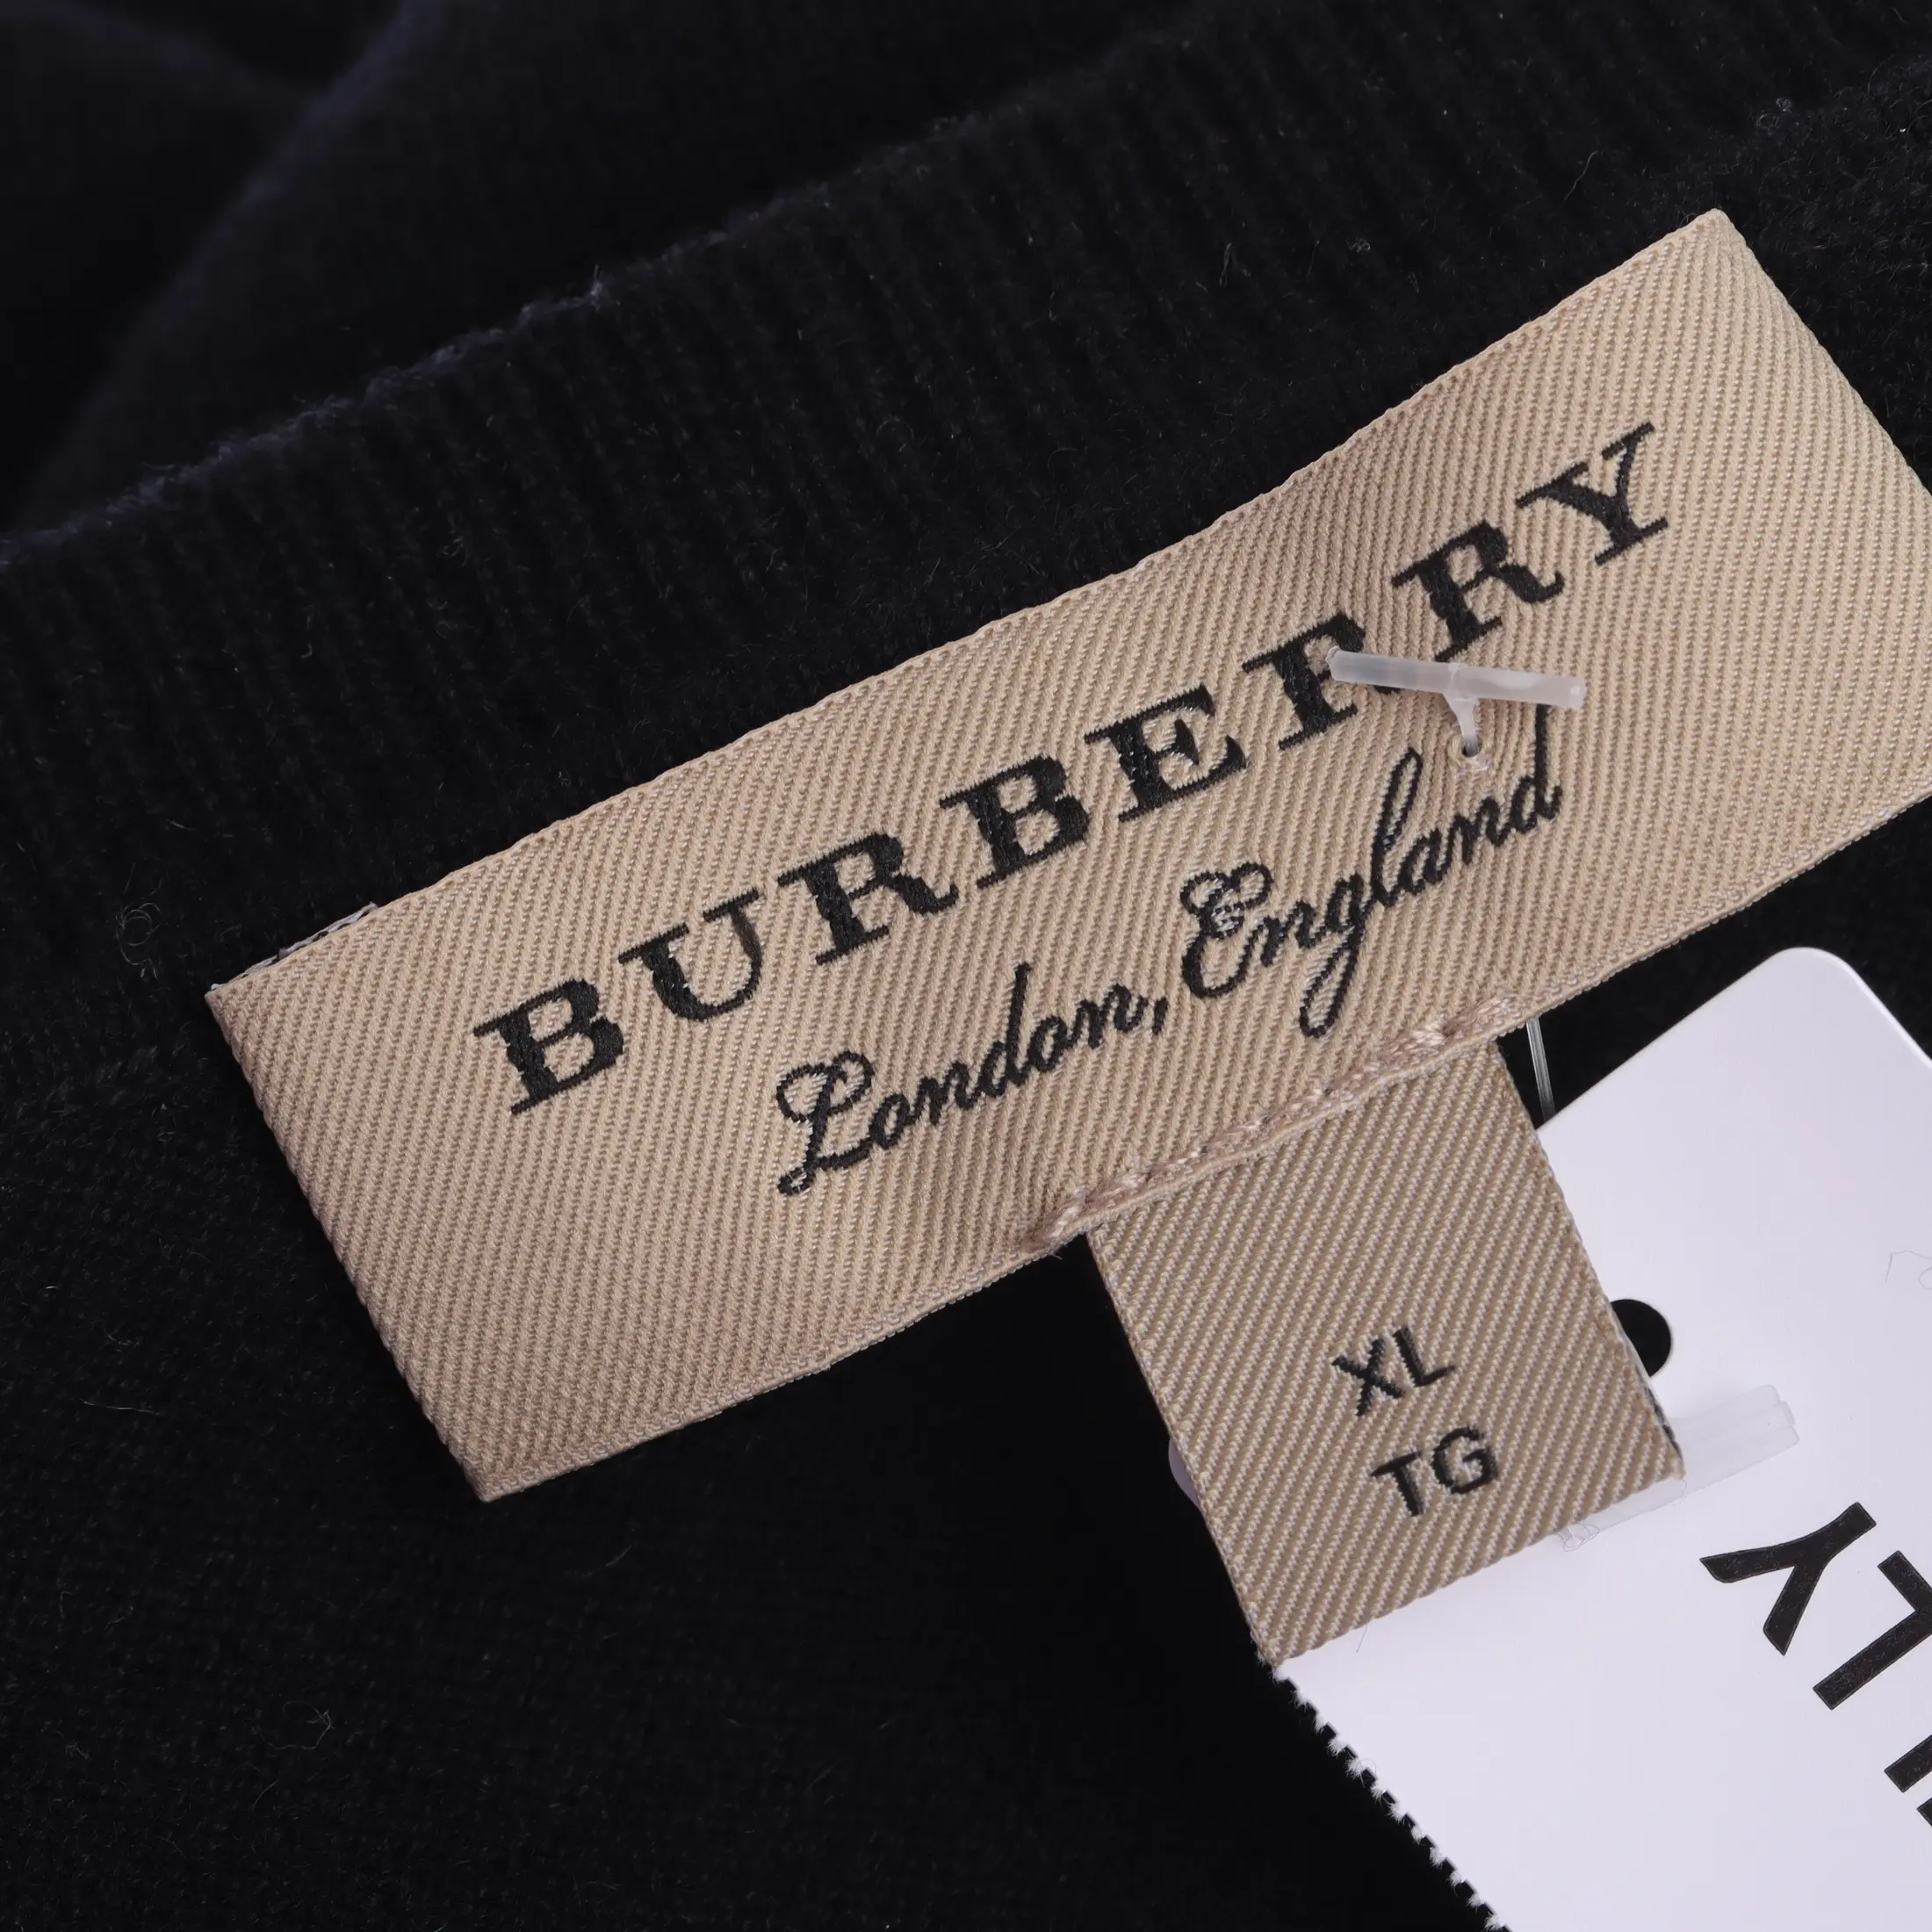 BURBERRY
London, England
XL
TG